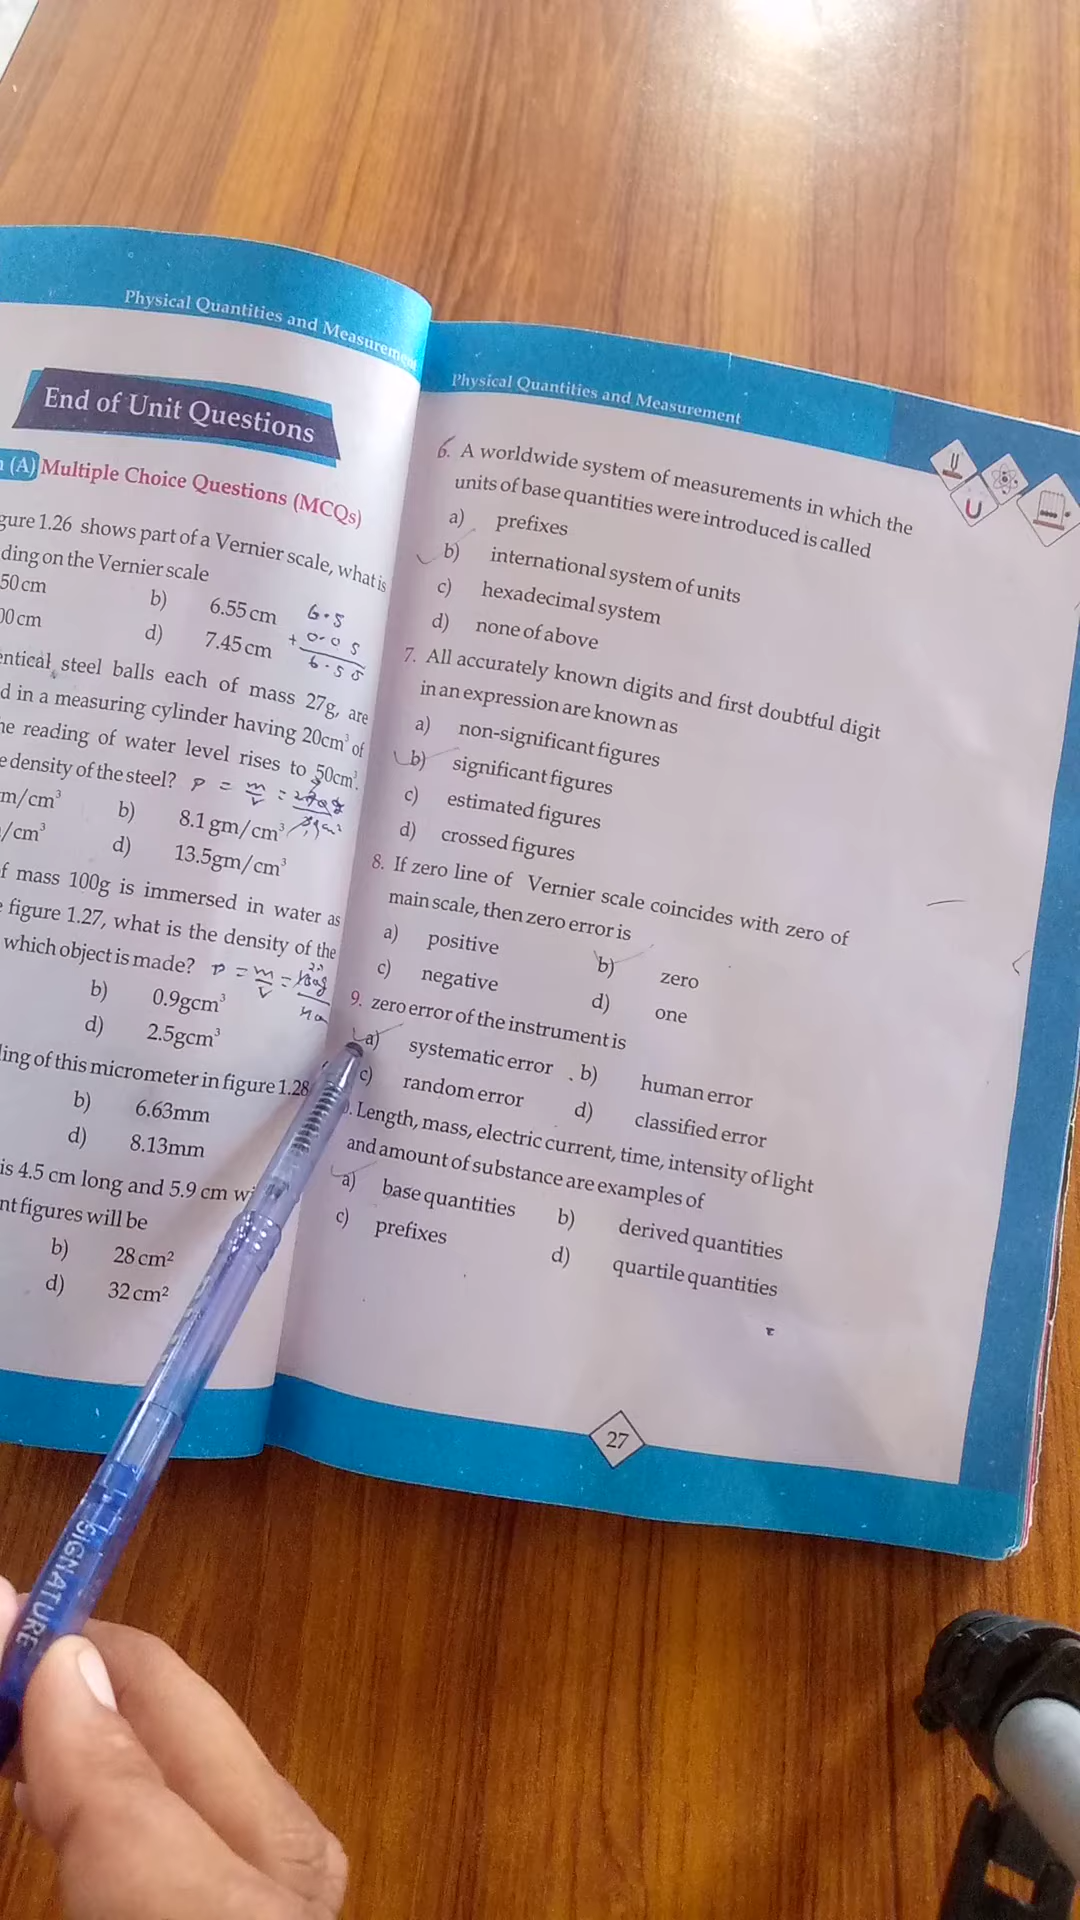 Physical Quantities and Measurement
End of Unit Questions
(A) Multiple Choice Questions (MCQs)
gure 1.26 shows part of a Vernier scale, what is
ding on the Vernier scale
50 cm
b) 6.55 cm
00 cm
d) 7.45 cm
6.5
+ 0.05
6.55
entical steel balls each of mass 27g, are
d in a measuring cylinder having 20cm³ of
he reading of water level rises to 50cm³.
e density of the steel? P = m/v =
m/cm³
b) 8.1 gm/cm³
/cm³
d) 13.5gm/cm³
f mass 100g is immersed in water as
figure 1.27, what is the density of the
which object is made? P = m/v =
b) 0.9gcm³
d) 2.5gcm³
ling of this micrometer in figure 1.28
b) 6.63mm
d) 8.13mm
is 4.5 cm long and 5.9 cm wi
nt figures will be
b) 28 cm²
d) 32 cm²
Physical Quantities and Measurement
6. A worldwide system of measurements in which the
units of base quantities were introduced is called
a) prefixes
b) international system of units
c) hexadecimal system
d) none of above
7. All accurately known digits and first doubtful digit
in an expression are known as
a) non-significant figures
b) significant figures
c) estimated figures
d) crossed figures
8. If zero line of Vernier scale coincides with zero of
main scale, then zero error is
a) positive
b) zero
c) negative
d) one
9. zero error of the instrument is
a) systematic error
b) human error
c) random error
d) classified error
. Length, mass, electric current, time, intensity of light
and amount of substance are examples of
a) base quantities
b) derived quantities
c) prefixes
d) quartile quantities
27
SIGNATURE